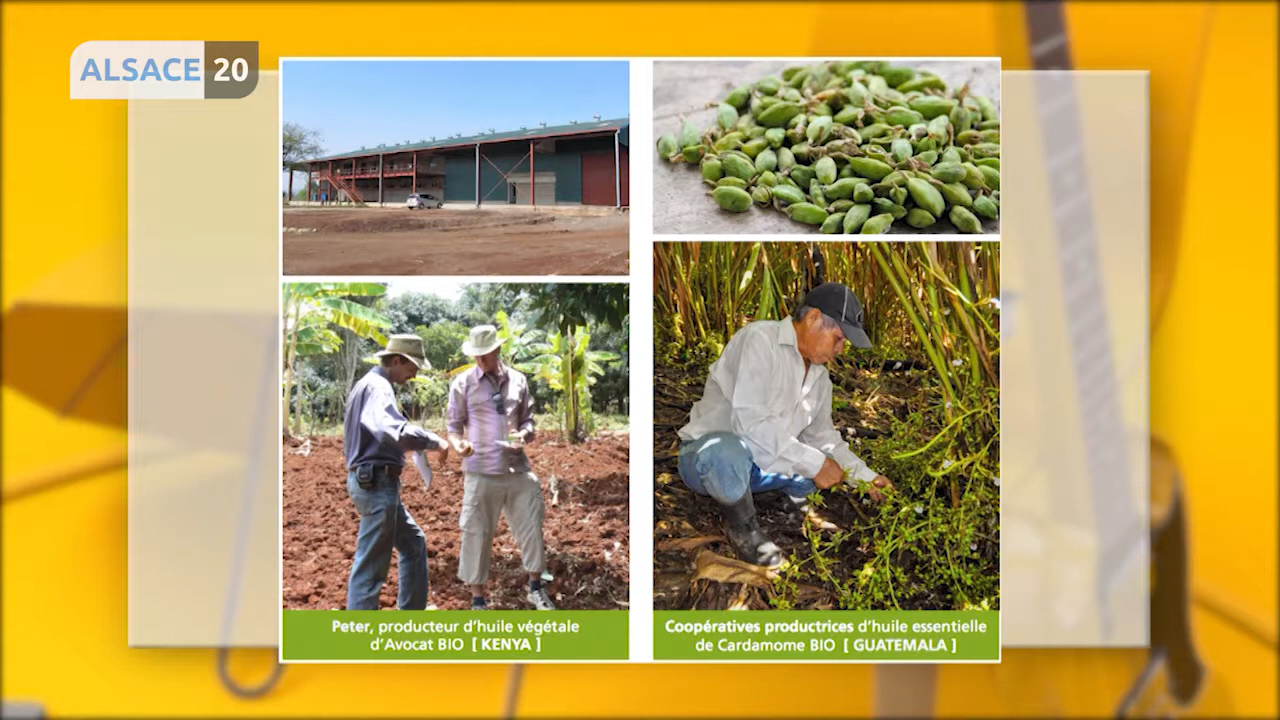 ALSACE 20
Peter, producteur d'huile végétale
d'Avocat BIO [ KENYA ]
Coopératives productrices d'huile essentielle
de Cardamome BIO [ GUATEMALA ]